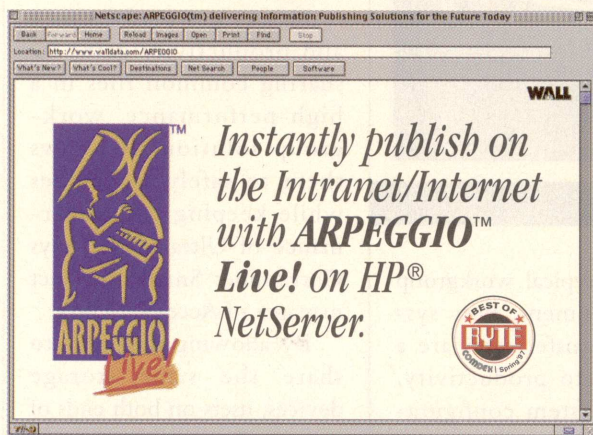 Netscape: ARPEGGIO(tm) delivering Information Publishing Solutions for the Future Today
Back Forward Home Reload Images Open Print Find Stop
Location: http://www.walldata.com/ARPEGGIO
What's New? What's Cool? Destinations Net Search People Software
WALL
TM
Instantly publish on
the Intranet/Internet
with ARPEGGIO™
Live! on HP®
NetServer.
ARPEGGIO
Live!
BEST OF
BYTE
COMDEX | Spring '97